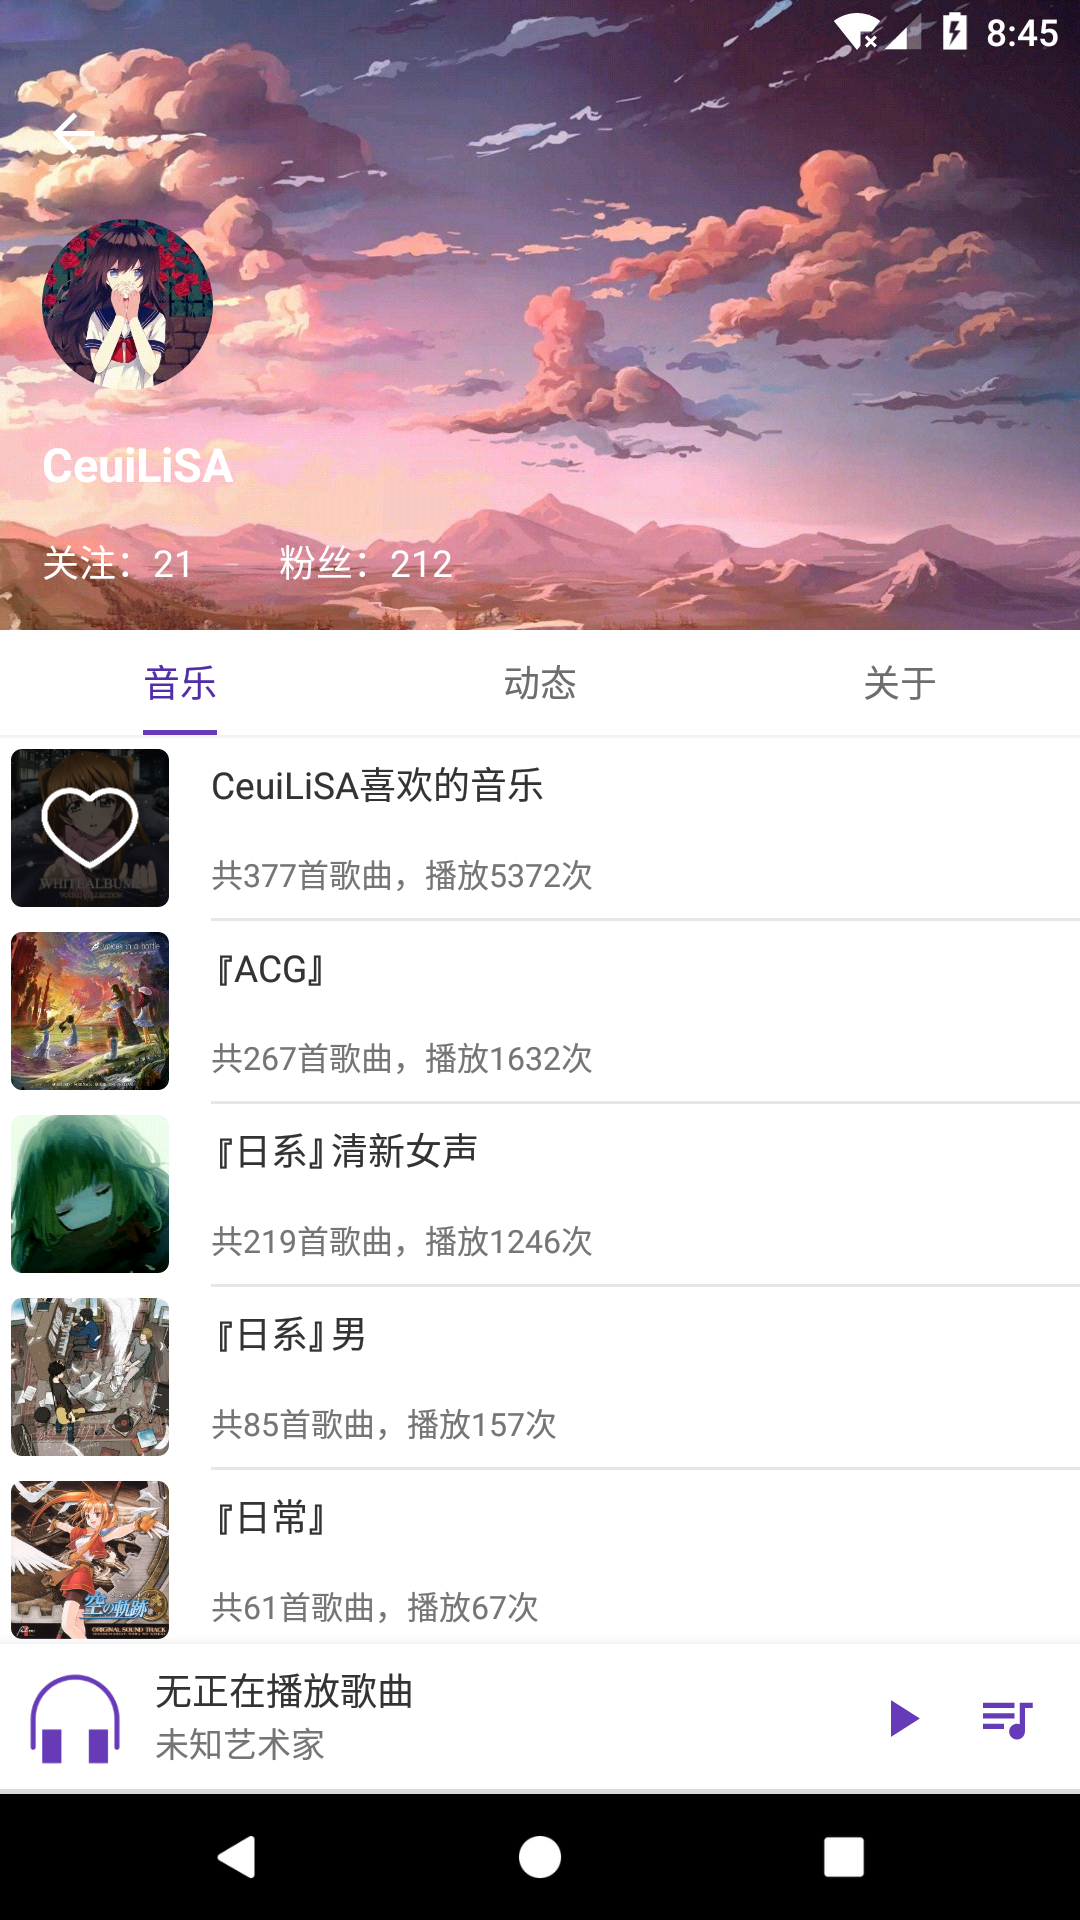 8:45
CeuiLiSA
关注：21 粉丝：212
音乐 动态 关于
WHITE ALBUM
CeuiLiSA喜欢的音乐
共377首歌曲，播放5372次
voices in a bottle
『ACG』
共267首歌曲，播放1632次
『日系』清新女声
共219首歌曲，播放1246次
『日系』男
共85首歌曲，播放157次
『日常』
共61首歌曲，播放67次
空の軌跡
ORIGINAL SOUND TRACK
无正在播放歌曲
未知艺术家